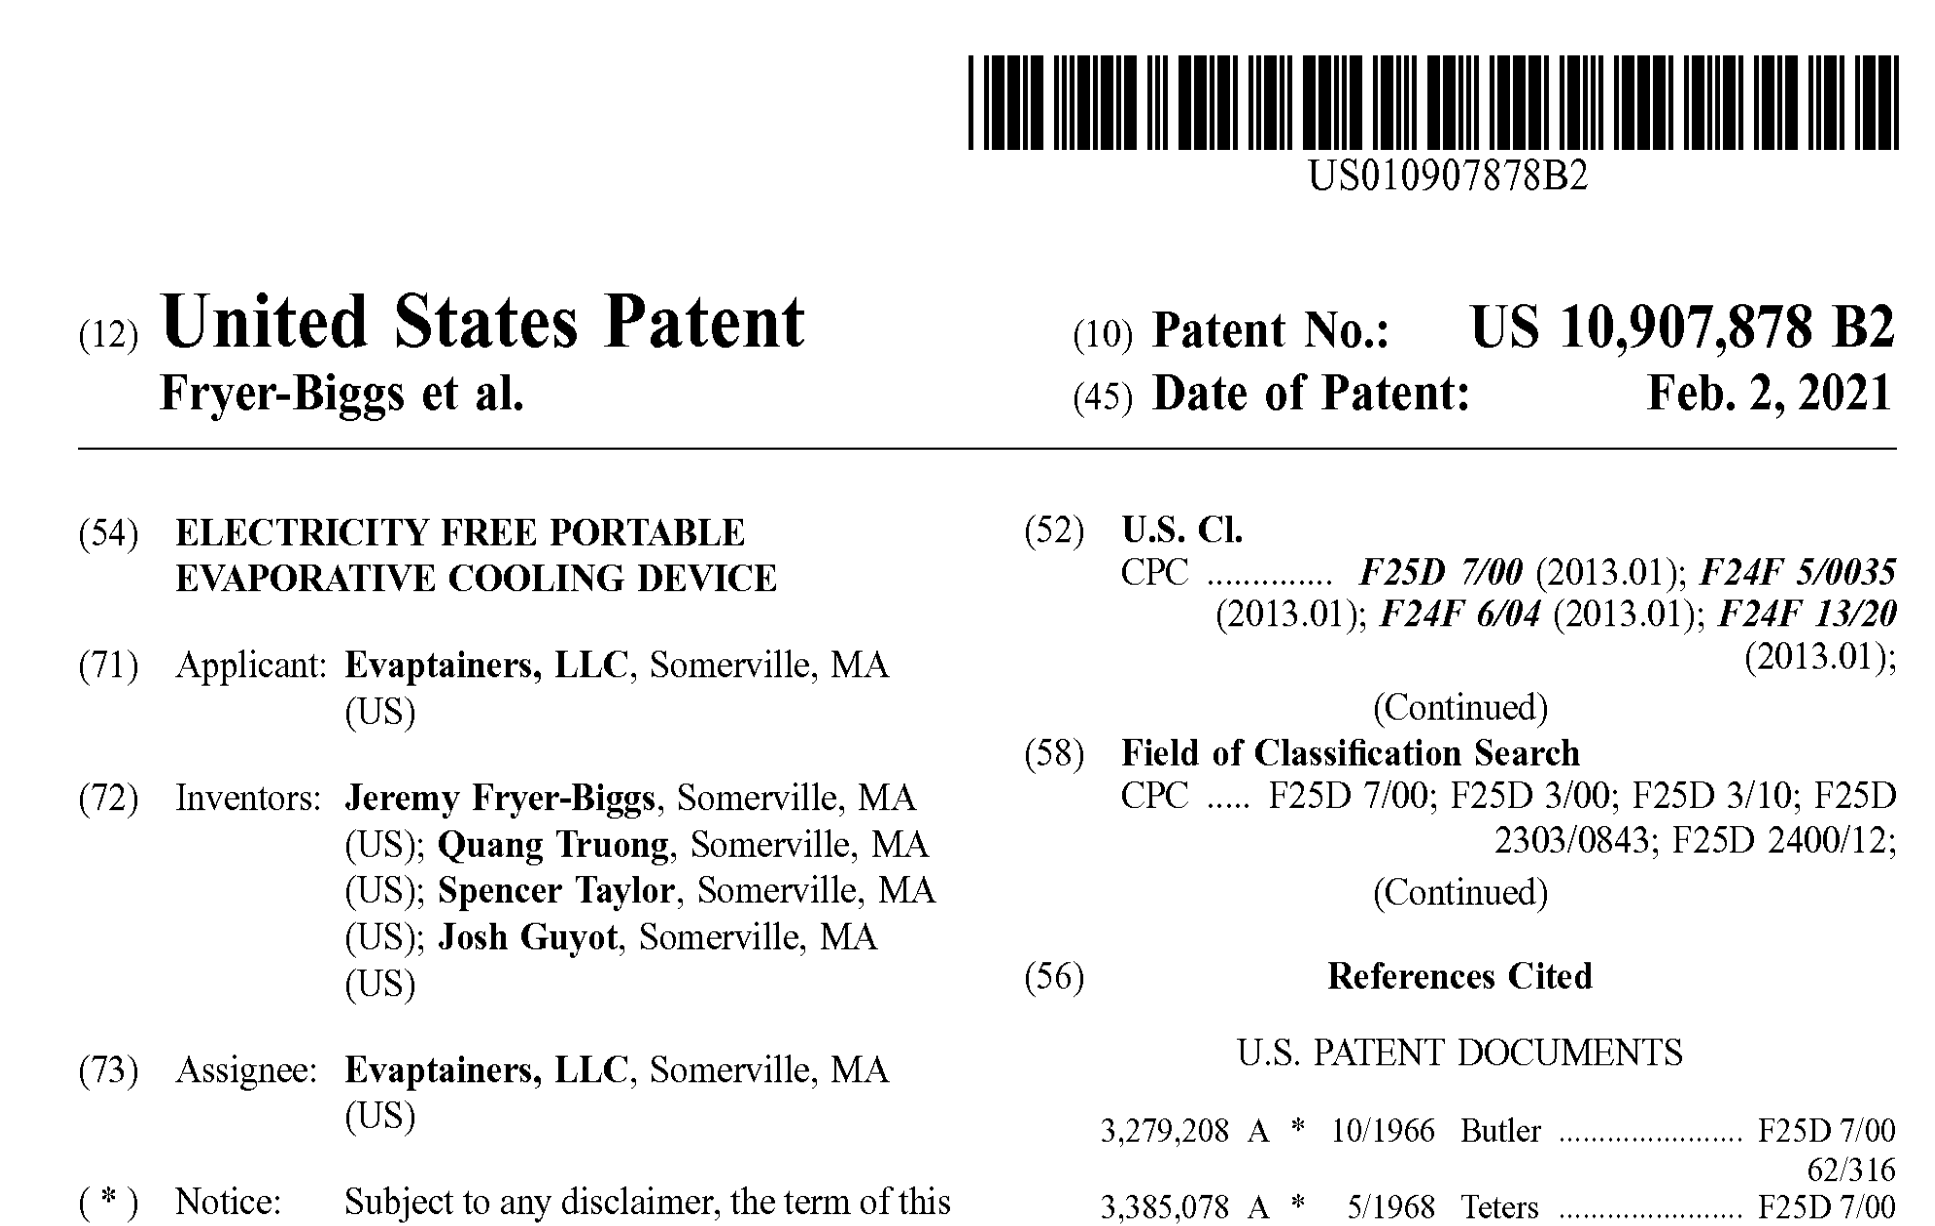 US010907878B2
(12) United States Patent
Fryer-Biggs et al.
(10) Patent No.: US 10,907,878 B2
(45) Date of Patent: Feb. 2, 2021
(54) ELECTRICITY FREE PORTABLE
EVAPORATIVE COOLING DEVICE
(71) Applicant: Evaptainers, LLC, Somerville, MA
(US)
(72) Inventors: Jeremy Fryer-Biggs, Somerville, MA
(US); Quang Truong, Somerville, MA
(US); Spencer Taylor, Somerville, MA
(US); Josh Guyot, Somerville, MA
(US)
(73) Assignee: Evaptainers, LLC, Somerville, MA
(US)
( * ) Notice: Subject to any disclaimer, the term of this
(52) U.S. Cl.
CPC .............. F25D 7/00 (2013.01); F24F 5/0035
(2013.01); F24F 6/04 (2013.01); F24F 13/20
(2013.01);
(Continued)
(58) Field of Classification Search
CPC ..... F25D 7/00; F25D 3/00; F25D 3/10; F25D
2303/0843; F25D 2400/12;
(Continued)
(56) References Cited
U.S. PATENT DOCUMENTS
3,279,208 A * 10/1966 Butler ....................... F25D 7/00
62/316
3,385,078 A * 5/1968 Teters ....................... F25D 7/00